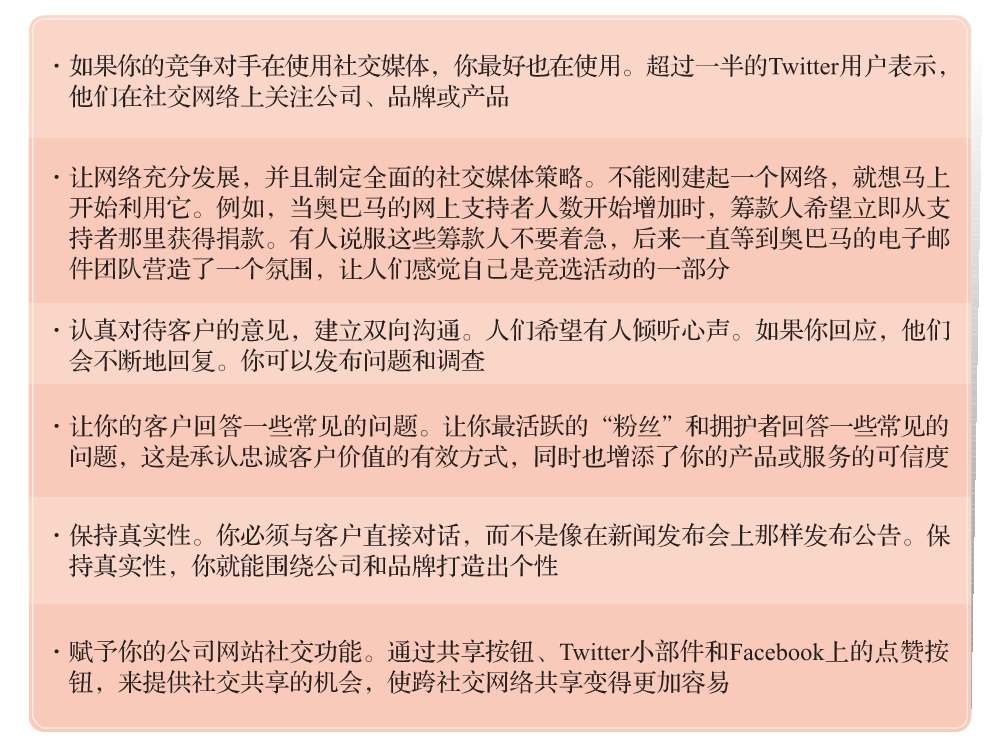 · 如果你的竞争对手在使用社交媒体，你最好也在使用。超过一半的Twitter用户表示，
他们在社交网络上关注公司、品牌或产品
· 让网络充分发展，并且制定全面的社交媒体策略。不能刚建起一个网络，就想马上
开始利用它。例如，当奥巴马的网上支持者人数开始增加时，筹款人希望立即从支
持者那里获得捐款。有人说服这些筹款人不要着急，后来一直等到奥巴马的电子邮
件团队营造了一个氛围，让人们感觉自己是竞选活动的一部分
· 认真对待客户的意见，建立双向沟通。人们希望有人倾听心声。如果你回应，他们
会不断地回复。你可以发布问题和调查
· 让你的客户回答一些常见的问题。让你最活跃的“粉丝”和拥护者回答一些常见的
问题，这是承认忠诚客户价值的有效方式，同时也增添了你的产品或服务的可信度
· 保持真实性。你必须与客户直接对话，而不是像在新闻发布会上那样发布公告。保
持真实性，你就能围绕公司和品牌打造出个性
· 赋予你的公司网站社交功能。通过共享按钮、Twitter小部件和Facebook上的点赞按
钮，来提供社交共享的机会，使跨社交网络共享变得更加容易